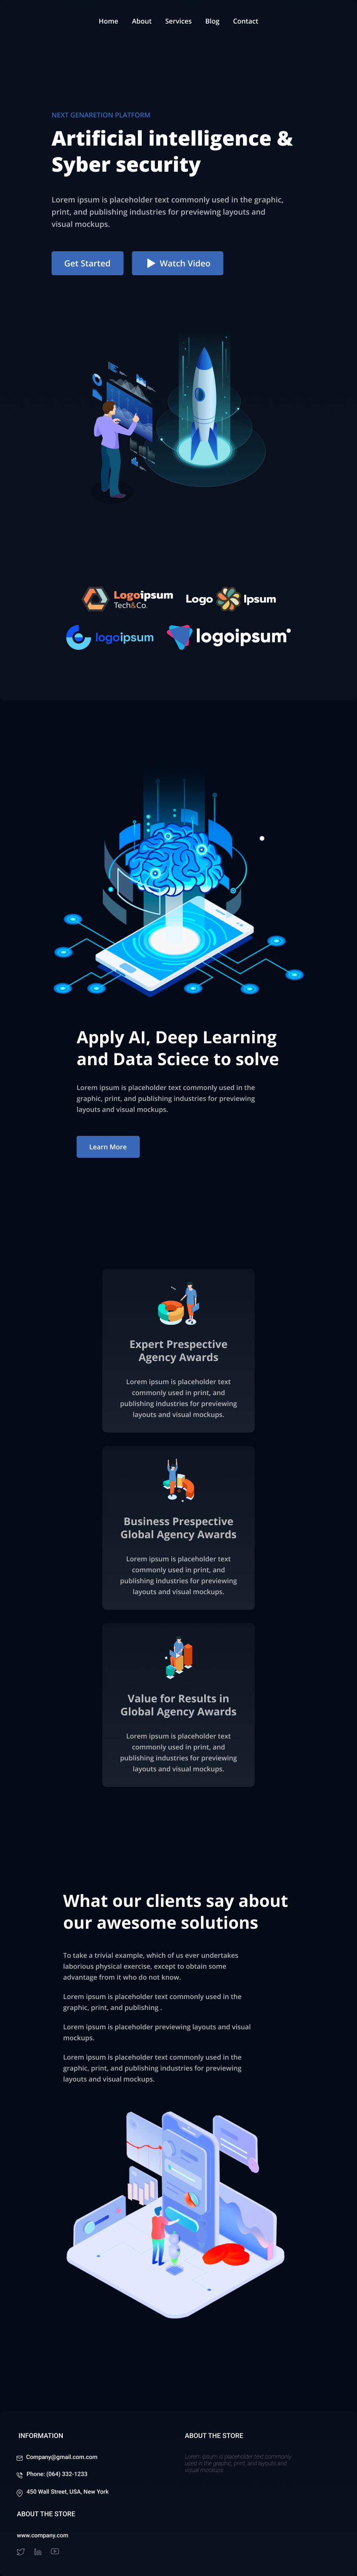 Home About Services Blog Contact
NEXT GENARETION PLATFORM
Artificial intelligence &
Syber security
Lorem ipsum is placeholder text commonly used in the graphic,
print, and publishing industries for previewing layouts and
visual mockups.
Get Started Watch Video
Logoipsum
Tech&Co.
Logo Ipsum
logoipsum
logoipsum
Apply AI, Deep Learning
and Data Sciece to solve
Lorem ipsum is placeholder text commonly used in the
graphic, print, and publishing industries for previewing
layouts and visual mockups.
Learn More
Expert Prespective
Agency Awards
Lorem ipsum is placeholder text
commonly used in print, and
publishing industries for previewing
layouts and visual mockups.
Business Prespective
Global Agency Awards
Lorem ipsum is placeholder text
commonly used in print, and
publishing industries for previewing
layouts and visual mockups.
Value for Results in
Global Agency Awards
Lorem ipsum is placeholder text
commonly used in print, and
publishing industries for previewing
layouts and visual mockups.
What our clients say about
our awesome solutions
To take a trivial example, which of us ever undertakes
laborious physical exercise, except to obtain some
advantage from it who do not know.
Lorem ipsum is placeholder text commonly used in the
graphic, print, and publishing .
Lorem ipsum is placeholder previewing layouts and visual
mockups.
Lorem ipsum is placeholder text commonly used in the
graphic, print, and publishing industries for previewing
layouts and visual mockups.
INFORMATION
Company@gmail.com.com
Phone: (064) 332-1233
450 Wall Street, USA, New York
ABOUT THE STORE
www.company.com
ABOUT THE STORE
Lorem ipsum is placeholder text commonly
used in the graphic, print, and layouts and
visual mockups.